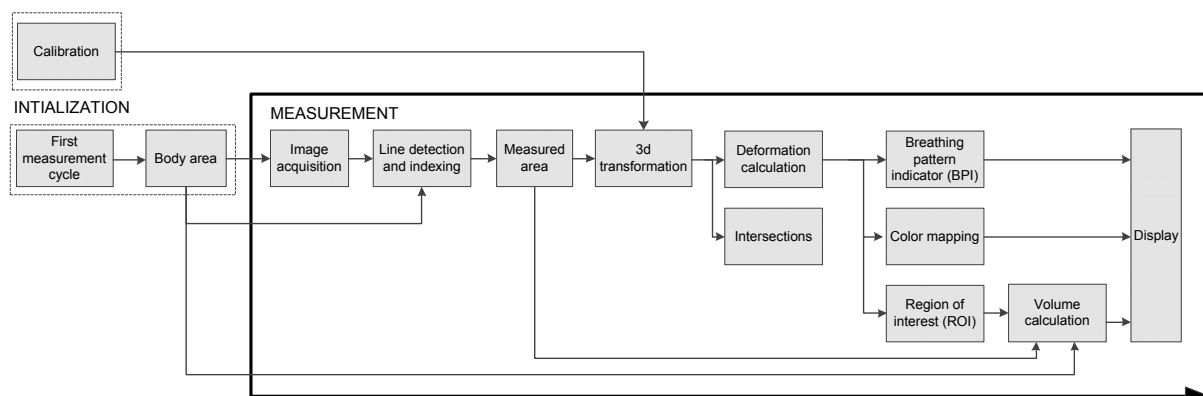 Calibration
INTIALIZATION
MEASUREMENT
First
measurement
cycle
Body area
Image
acquisition
Line detection
and indexing
Measured
area
3d
transformation
Deformation
calculation
Breathing
pattern
indicator (BPI)
Intersections
Color mapping
Display
Region of
interest (ROI)
Volume
calculation